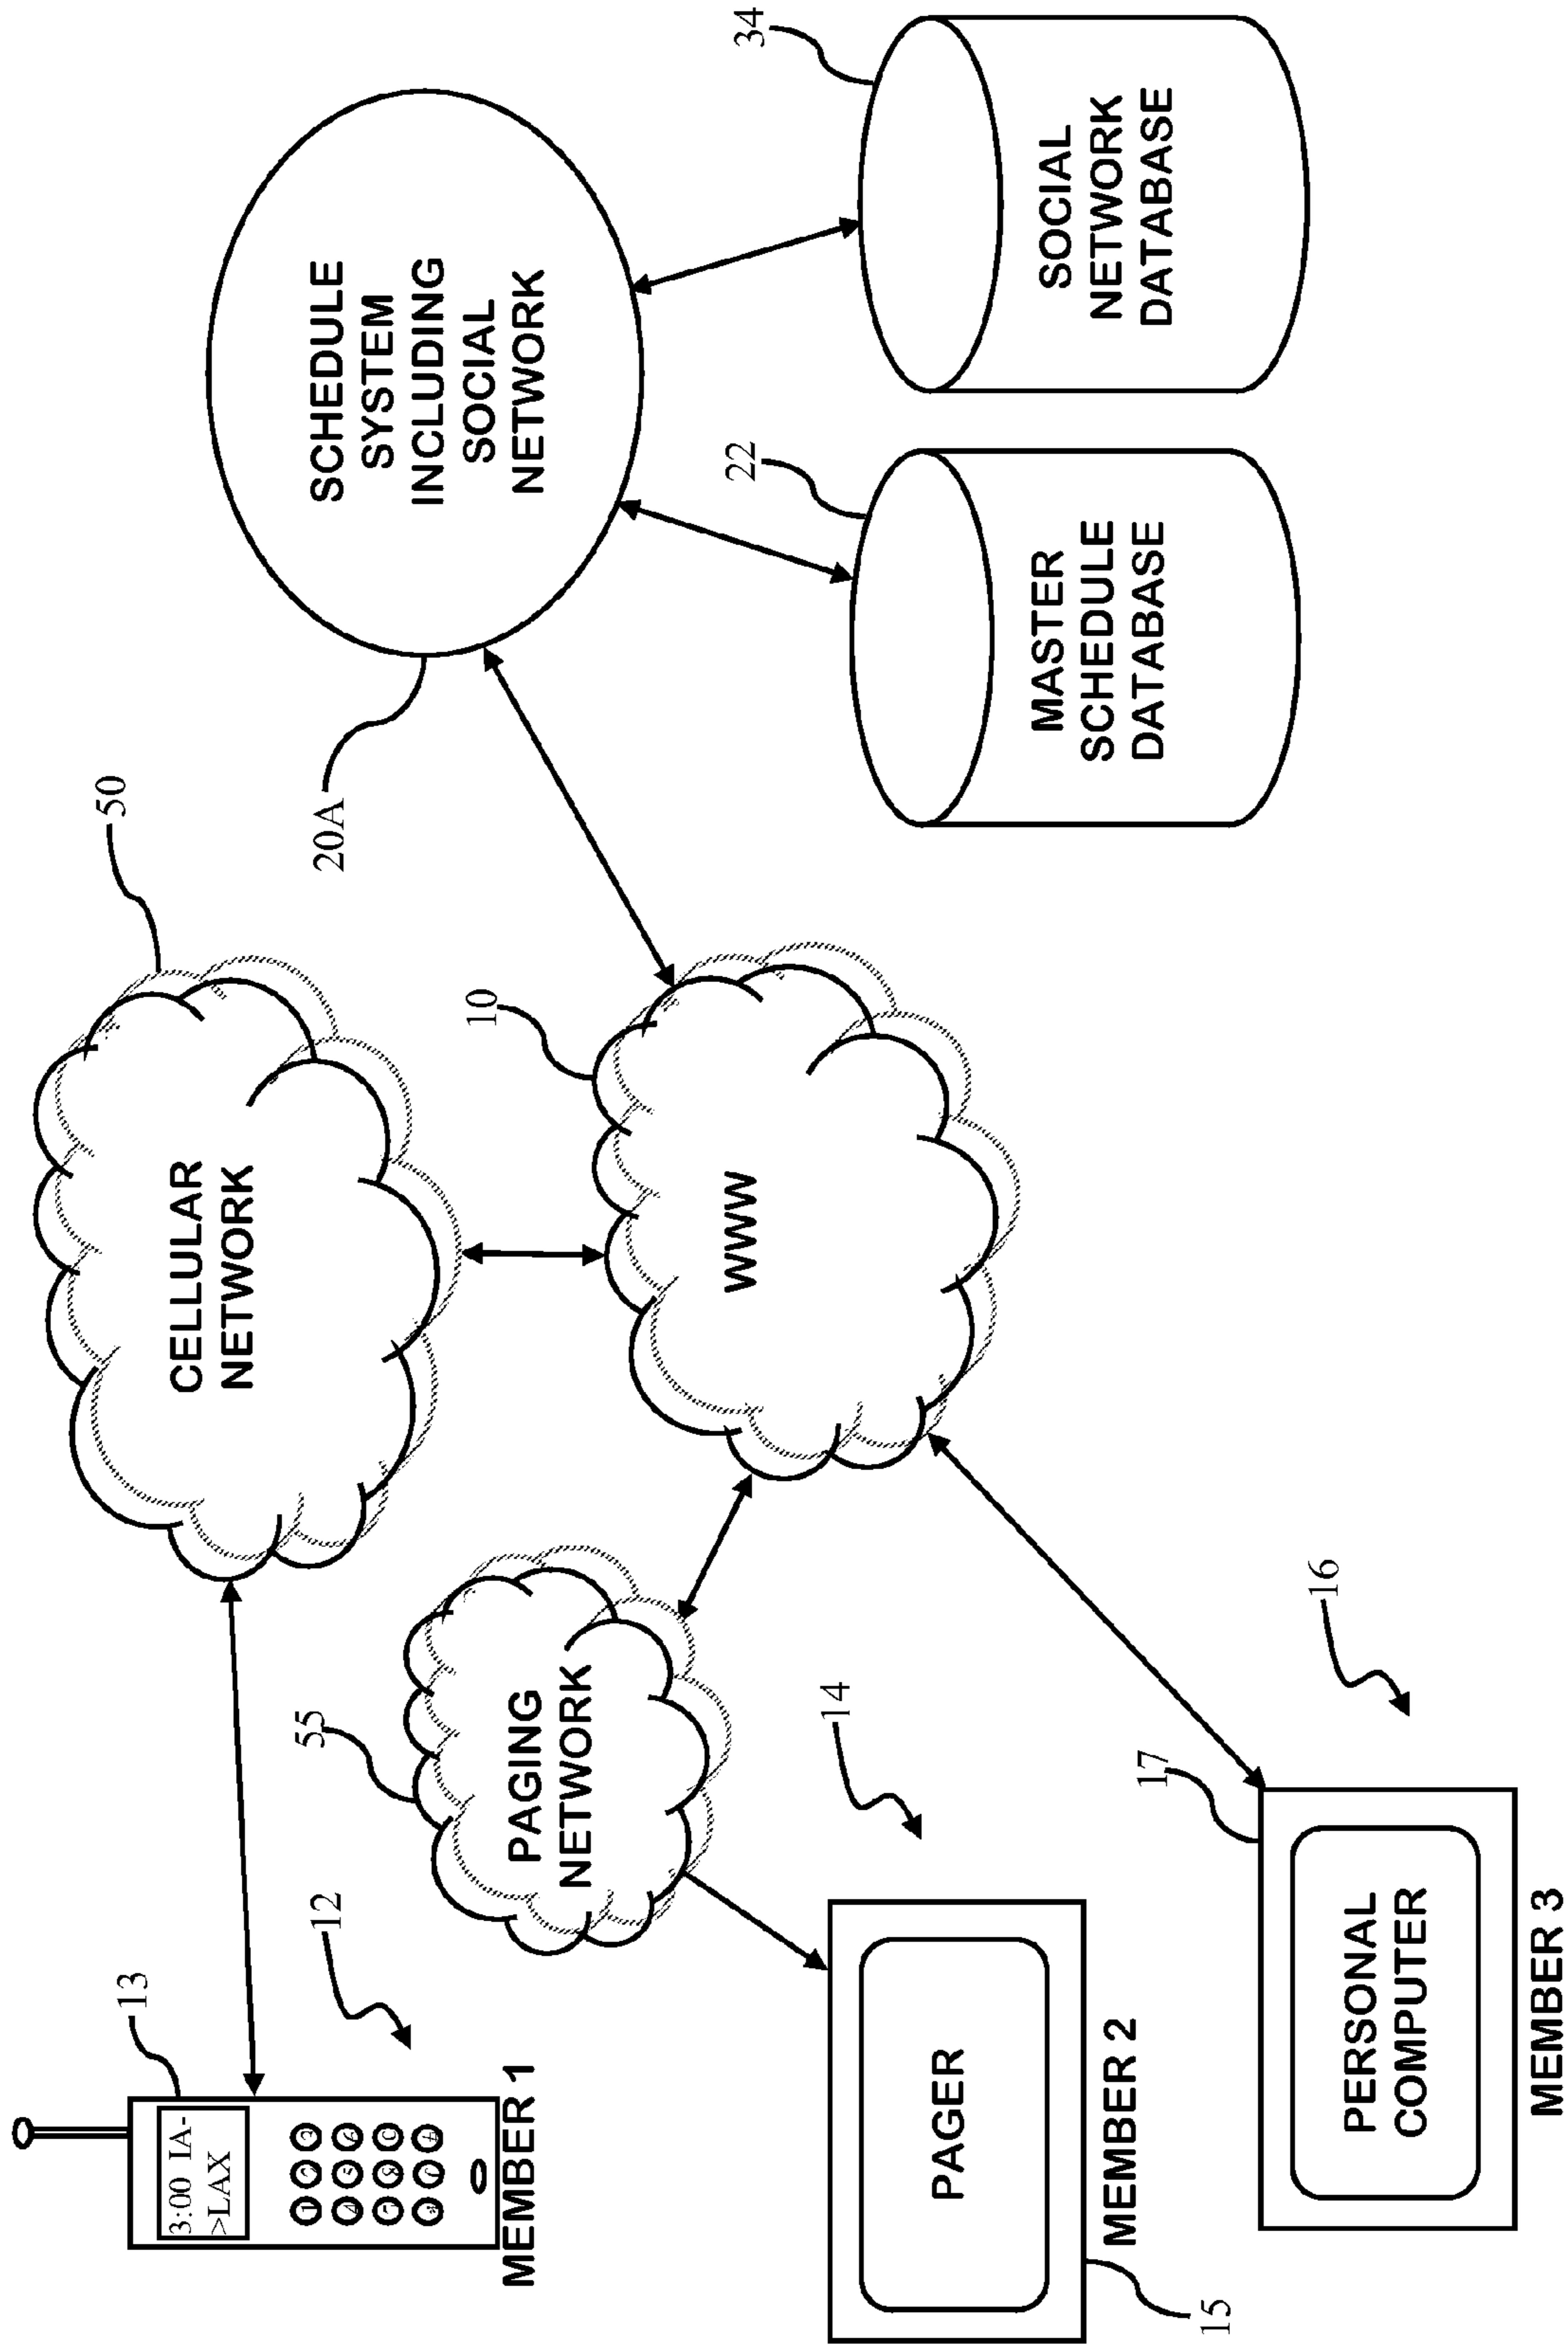 3:00 IA-
>LAX
13
12
MEMBER 1
CELLULAR
NETWORK
50
PAGING
NETWORK
55
WWW
10
SCHEDULE
SYSTEM
INCLUDING
SOCIAL
NETWORK
20A
PAGER
14
MEMBER 2
15
PERSONAL
COMPUTER
17
16
MEMBER 3
MASTER
SCHEDULE
DATABASE
22
SOCIAL
NETWORK
DATABASE
34